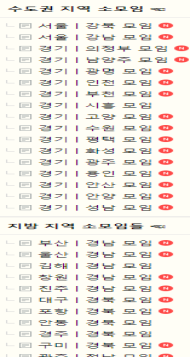 수도권 지역 소모임
서울 | 강북 모임 N
서울 | 강남 모임 N
경기 | 의정부 모임 N
경기 | 남양주 모임 N
경기 | 광명 모임 N
경기 | 인천 모임 N
경기 | 부천 모임 N
경기 | 시흥 모임
경기 | 고양 모임 N
경기 | 수원 모임 N
경기 | 평택 모임 N
경기 | 화성 모임 N
경기 | 광주 모임 N
경기 | 용인 모임 N
경기 | 안산 모임 N
경기 | 안양 모임 N
경기 | 성남 모임 N
지방 지역 소모임들
부산 | 경남 모임 N
울산 | 경남 모임 N
김해 | 경남 모임
창원 | 경남 모임 N
진주 | 경남 모임 N
대구 | 경북 모임 N
포항 | 경북 모임 N
안동 | 경북 모임
경주 | 경북 모임
구미 | 경북 모임 N